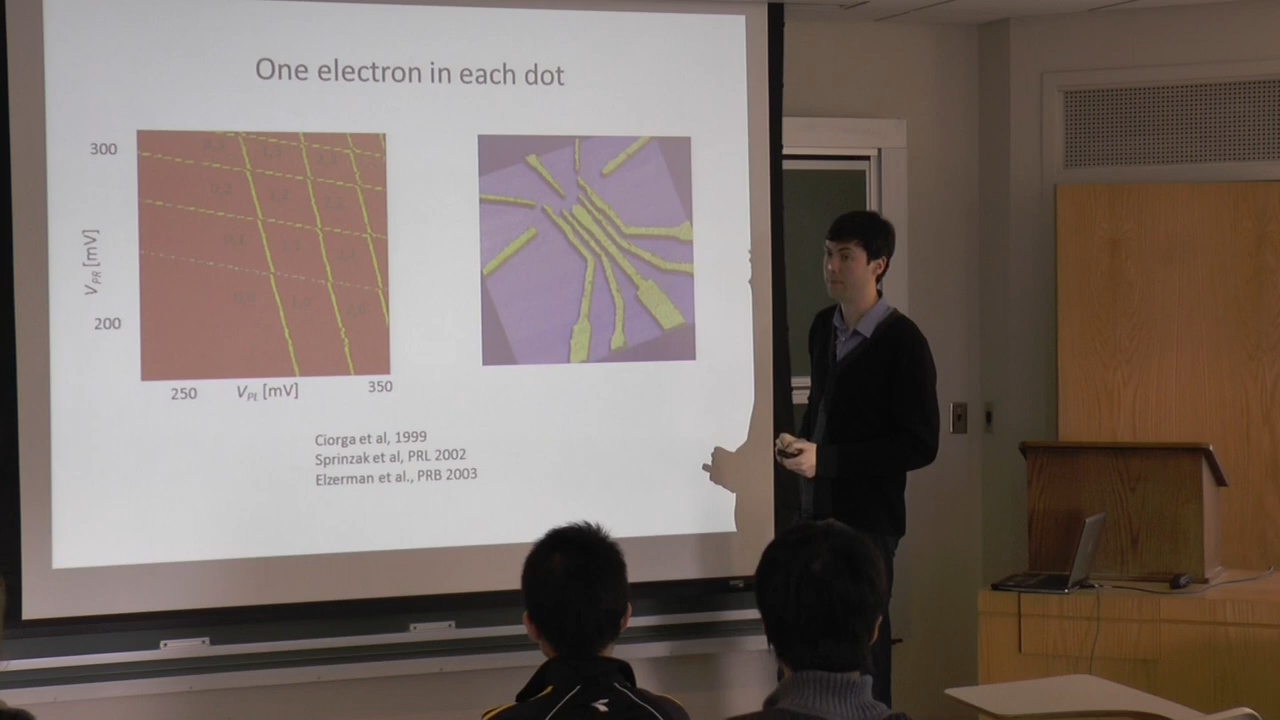 One electron in each dot
300
V_PR [mV]
200
250
V_PL [mV]
350
Ciorga et al, 1999
Sprinzak et al, PRL 2002
Elzerman et al., PRB 2003